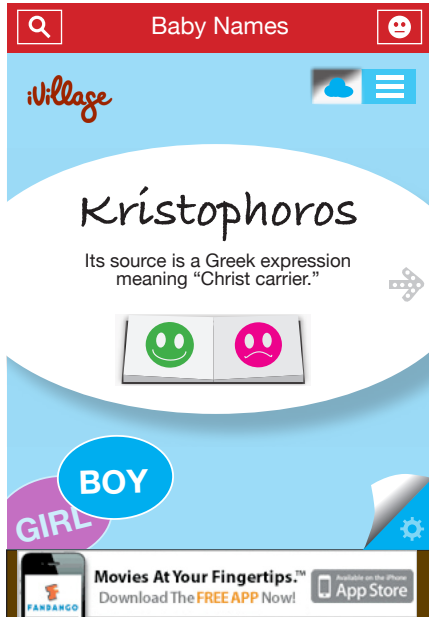 Baby Names
iVillage
Kristophoros
Its source is a Greek expression
meaning “Christ carrier.”
BOY
GIRL
Movies At Your Fingertips.™
Download The FREE APP Now!
Available on the iPhone
App Store
FANDANGO